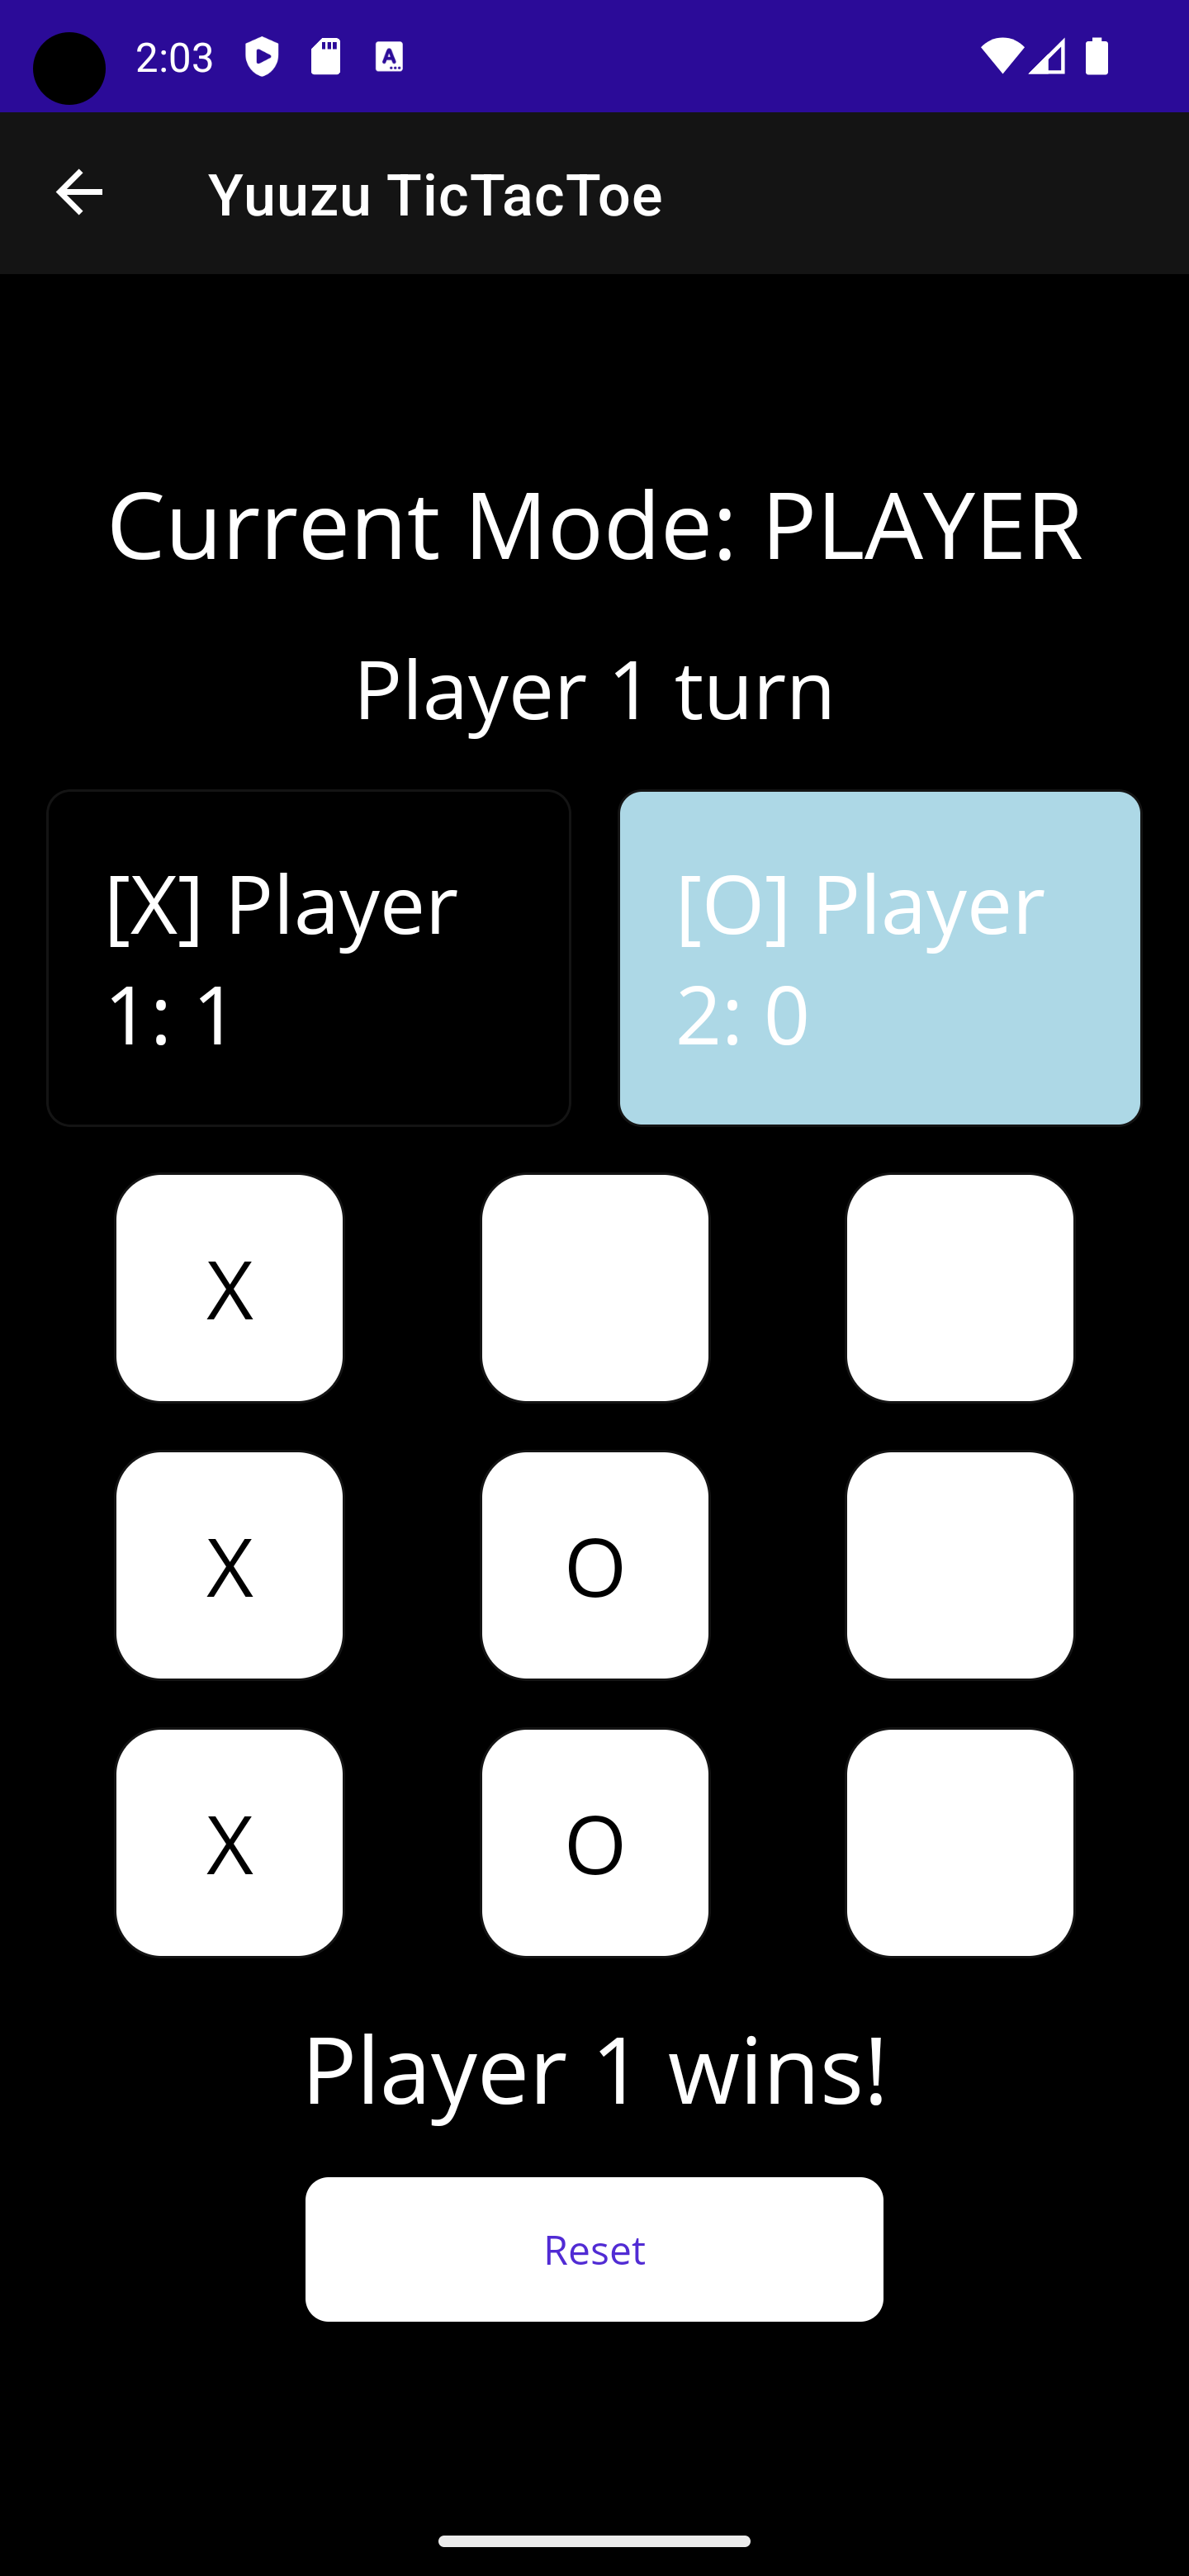 2:03
Yuuzu TicTacToe
Current Mode: PLAYER
Player 1 turn
[X] Player
1: 1
[O] Player
2: 0
X
X O
X O
Player 1 wins!
Reset